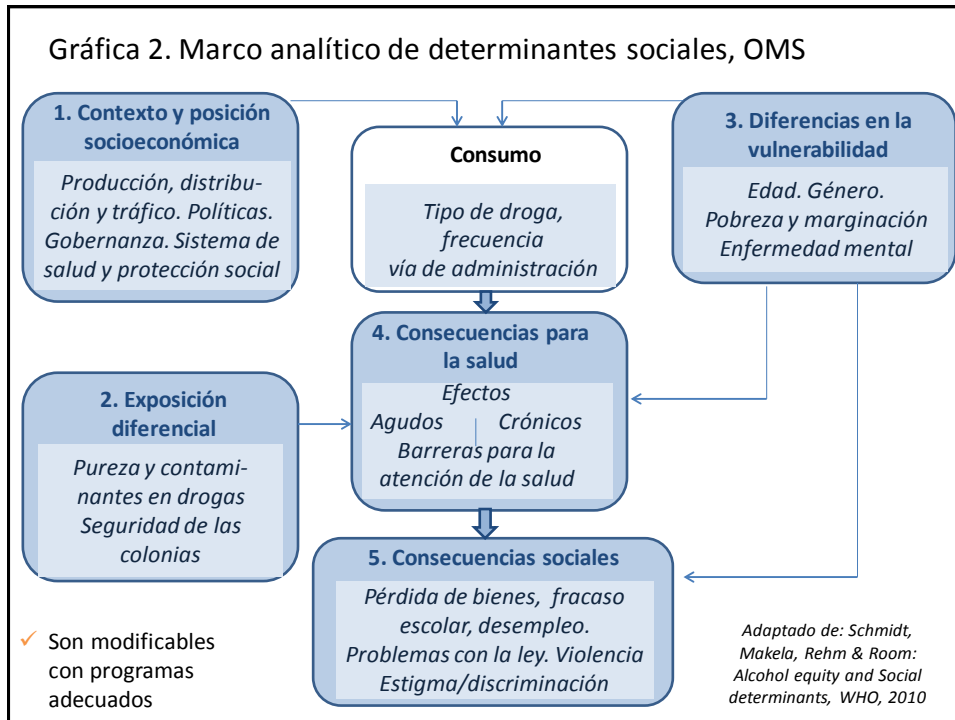 Gráfica 2. Marco analítico de determinantes sociales, OMS
1. Contexto y posición
socioeconómica
Producción, distribu-
ción y tráfico. Políticas.
Gobernanza. Sistema de
salud y protección social
Consumo
Tipo de droga,
frecuencia
vía de administración
3. Diferencias en la
vulnerabilidad
Edad. Género.
Pobreza y marginación
Enfermedad mental
2. Exposición
diferencial
Pureza y contami-
nantes en drogas
Seguridad de las
colonias
4. Consecuencias para
la salud
Efectos
Agudos Crónicos
Barreras para la
atención de la salud
5. Consecuencias sociales
Pérdida de bienes, fracaso
escolar, desempleo.
Problemas con la ley. Violencia
Estigma/discriminación
✓ Son modificables
con programas
adecuados
Adaptado de: Schmidt,
Makela, Rehm & Room:
Alcohol equity and Social
determinants, WHO, 2010